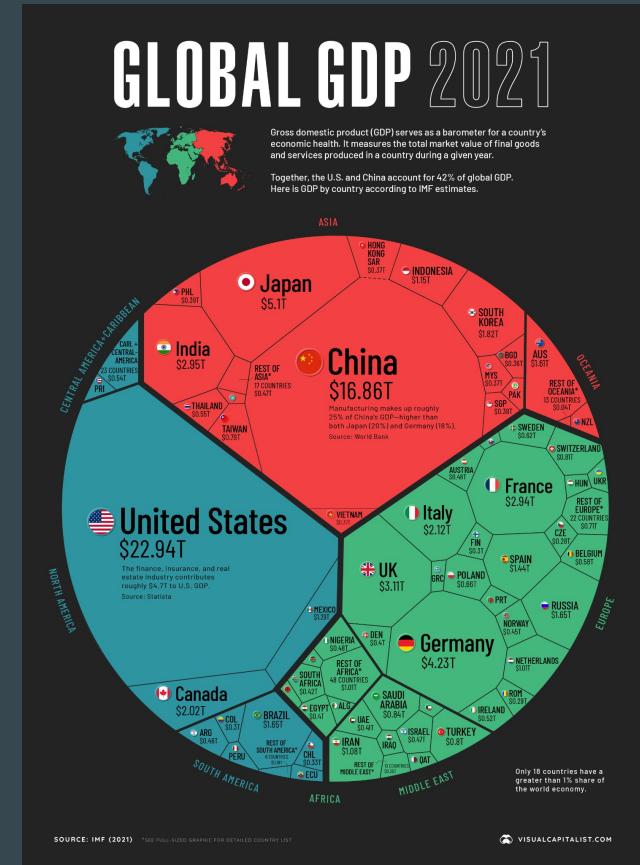 GLOBAL GDP 2021
Gross domestic product (GDP) serves as a barometer for a country's
economic health. It measures the total market value of final goods
and services produced in a country during a given year.
Together, the U.S. and China account for 42% of global GDP.
Here is GDP by country according to IMF estimates.
ASIA
HONG
KONG
SAR
$0.37T
INDONESIA
$1.15T
PHL
$0.39T
Japan
$5.1T
SOUTH
KOREA
$1.82T
India
$2.95T
REST OF
ASIA*
17 COUNTRIES
$0.47T
China
$16.86T
Manufacturing makes up roughly
25% of China's GDP—higher than
both Japan (20%) and Germany (18%).
Source: World Bank
BGD
$0.36T
MYS
$0.37T
PAK
SGP
$0.38T
THAILAND
$0.55T
TAIWAN
$0.79T
VIETNAM
OCEANIA
AUS
$1.61T
REST OF
OCEANIA*
13 COUNTRIES
$0.04T
NZL
CENTRAL AMERICA+CARIBBEAN
CARI. +
CENTRAL-
AMERICA
23 COUNTRIES
$0.54T
PRI
NORTH AMERICA
United States
$22.94T
The finance, insurance, and real
estate industry contributes
roughly $4.7T to U.S. GDP.
Source: Statista
MEXICO
$1.29T
Canada
$2.02T
EUROPE
SWEDEN
$0.62T
SWITZERLAND
$0.81T
AUSTRIA
$0.48T
France
$2.94T
HUN
UKR
REST OF
EUROPE*
22 COUNTRIES
$0.71T
Italy
$2.12T
CZE
$0.28T
FIN
$0.3T
SPAIN
$1.44T
BELGIUM
$0.58T
UK
$3.11T
GRC
POLAND
$0.66T
PRT
RUSSIA
$1.65T
NORWAY
$0.45T
DEN
$0.4T
Germany
$4.23T
NETHERLANDS
$1.01T
ROM
$0.29T
IRELAND
$0.52T
SOUTH AMERICA
COL
$0.3T
BRAZIL
$1.65T
ARG
$0.46T
PERU
REST OF
SOUTH AMERICA*
CHL
$0.33T
ECU
AFRICA
NIGERIA
$0.48T
REST OF
AFRICA*
48 COUNTRIES
$1.01T
SOUTH
AFRICA
$0.42T
EGYPT
$0.4T
ALG
MIDDLE EAST
SAUDI
ARABIA
$0.84T
UAE
$0.41T
ISRAEL
$0.47T
TURKEY
$0.8T
IRAN
$1.08T
IRAQ
QAT
REST OF
MIDDLE EAST*
Only 18 countries have a
greater than 1% share of
the world economy.
SOURCE: IMF (2021) *SEE FULL-SIZED GRAPHIC FOR DETAILED COUNTRY LIST
VISUALCAPITALIST.COM